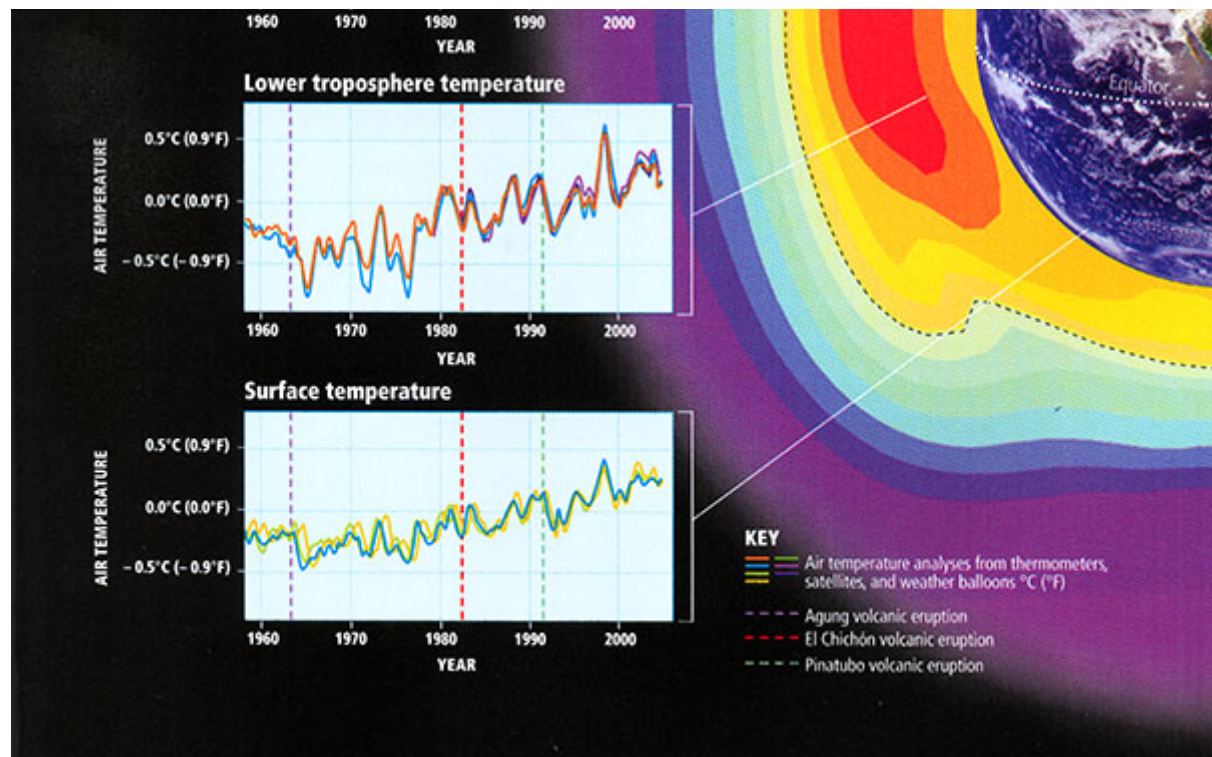 1960 1970 1980 1990 2000
YEAR
Lower troposphere temperature
AIR TEMPERATURE
0.5°C (0.9°F)
0.0°C (0.0°F)
– 0.5°C (– 0.9°F)
1960 1970 1980 1990 2000
YEAR
Equator
Surface temperature
AIR TEMPERATURE
0.5°C (0.9°F)
0.0°C (0.0°F)
– 0.5°C (– 0.9°F)
1960 1970 1980 1990 2000
YEAR
KEY
Air temperature analyses from thermometers,
satellites, and weather balloons °C (°F)
Agung volcanic eruption
El Chichón volcanic eruption
Pinatubo volcanic eruption